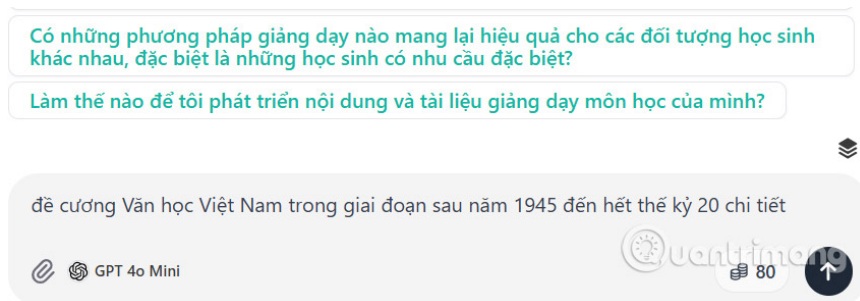 Có những phương pháp giảng dạy nào mang lại hiệu quả cho các đối tượng học sinh
khác nhau, đặc biệt là những học sinh có nhu cầu đặc biệt?
Làm thế nào để tôi phát triển nội dung và tài liệu giảng dạy môn học của mình?
đề cương Văn học Việt Nam trong giai đoạn sau năm 1945 đến hết thế kỷ 20 chi tiết
GPT 4o Mini
Quantrimang
80